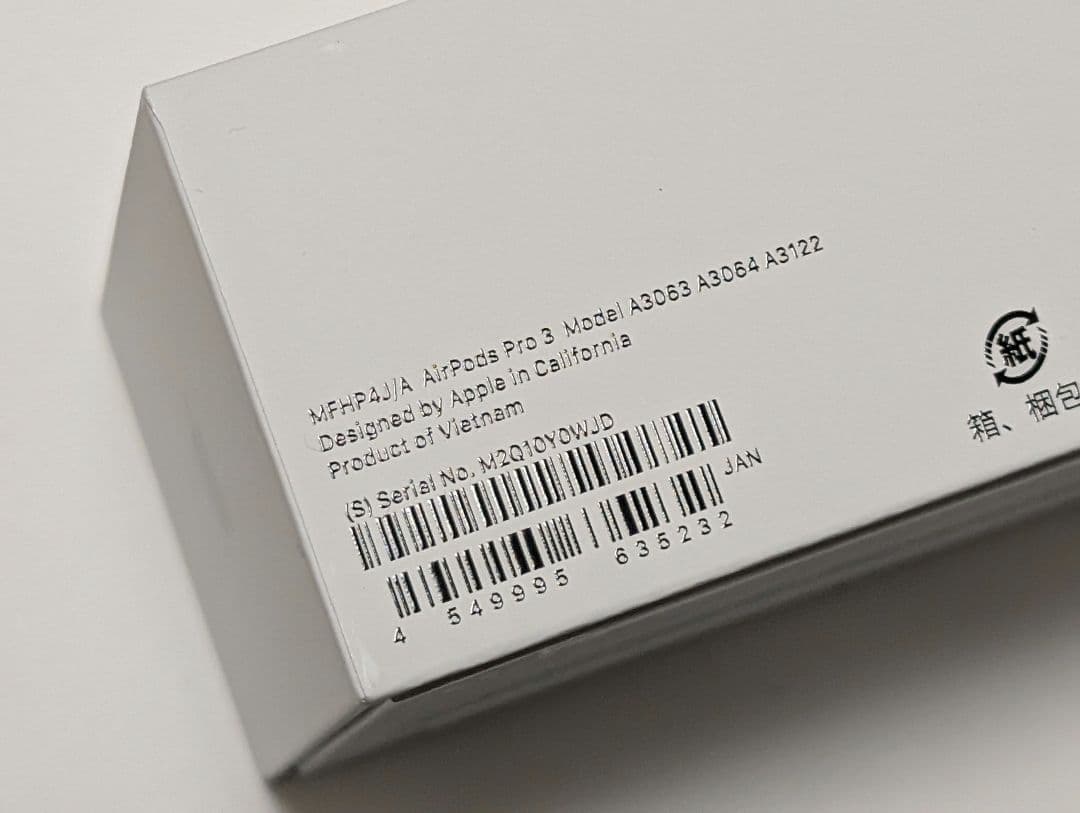 MFHP4J/A AirPods Pro 3 Model A3063 A3064 A3122
Designed by Apple in California
Product of Vietnam
(S) Serial No. M2Q10Y0WJD
JAN
4 549995 635232
紙
箱、梱包